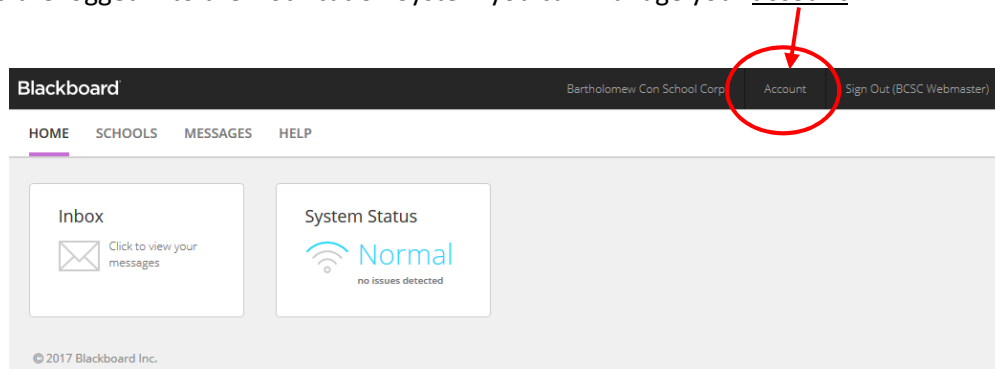 Blackboard
Bartholomew Con School Corp Account Sign Out (BCSC Webmaster)
HOME SCHOOLS MESSAGES HELP
Inbox
Click to view your
messages
System Status
Normal
no issues detected
© 2017 Blackboard Inc.